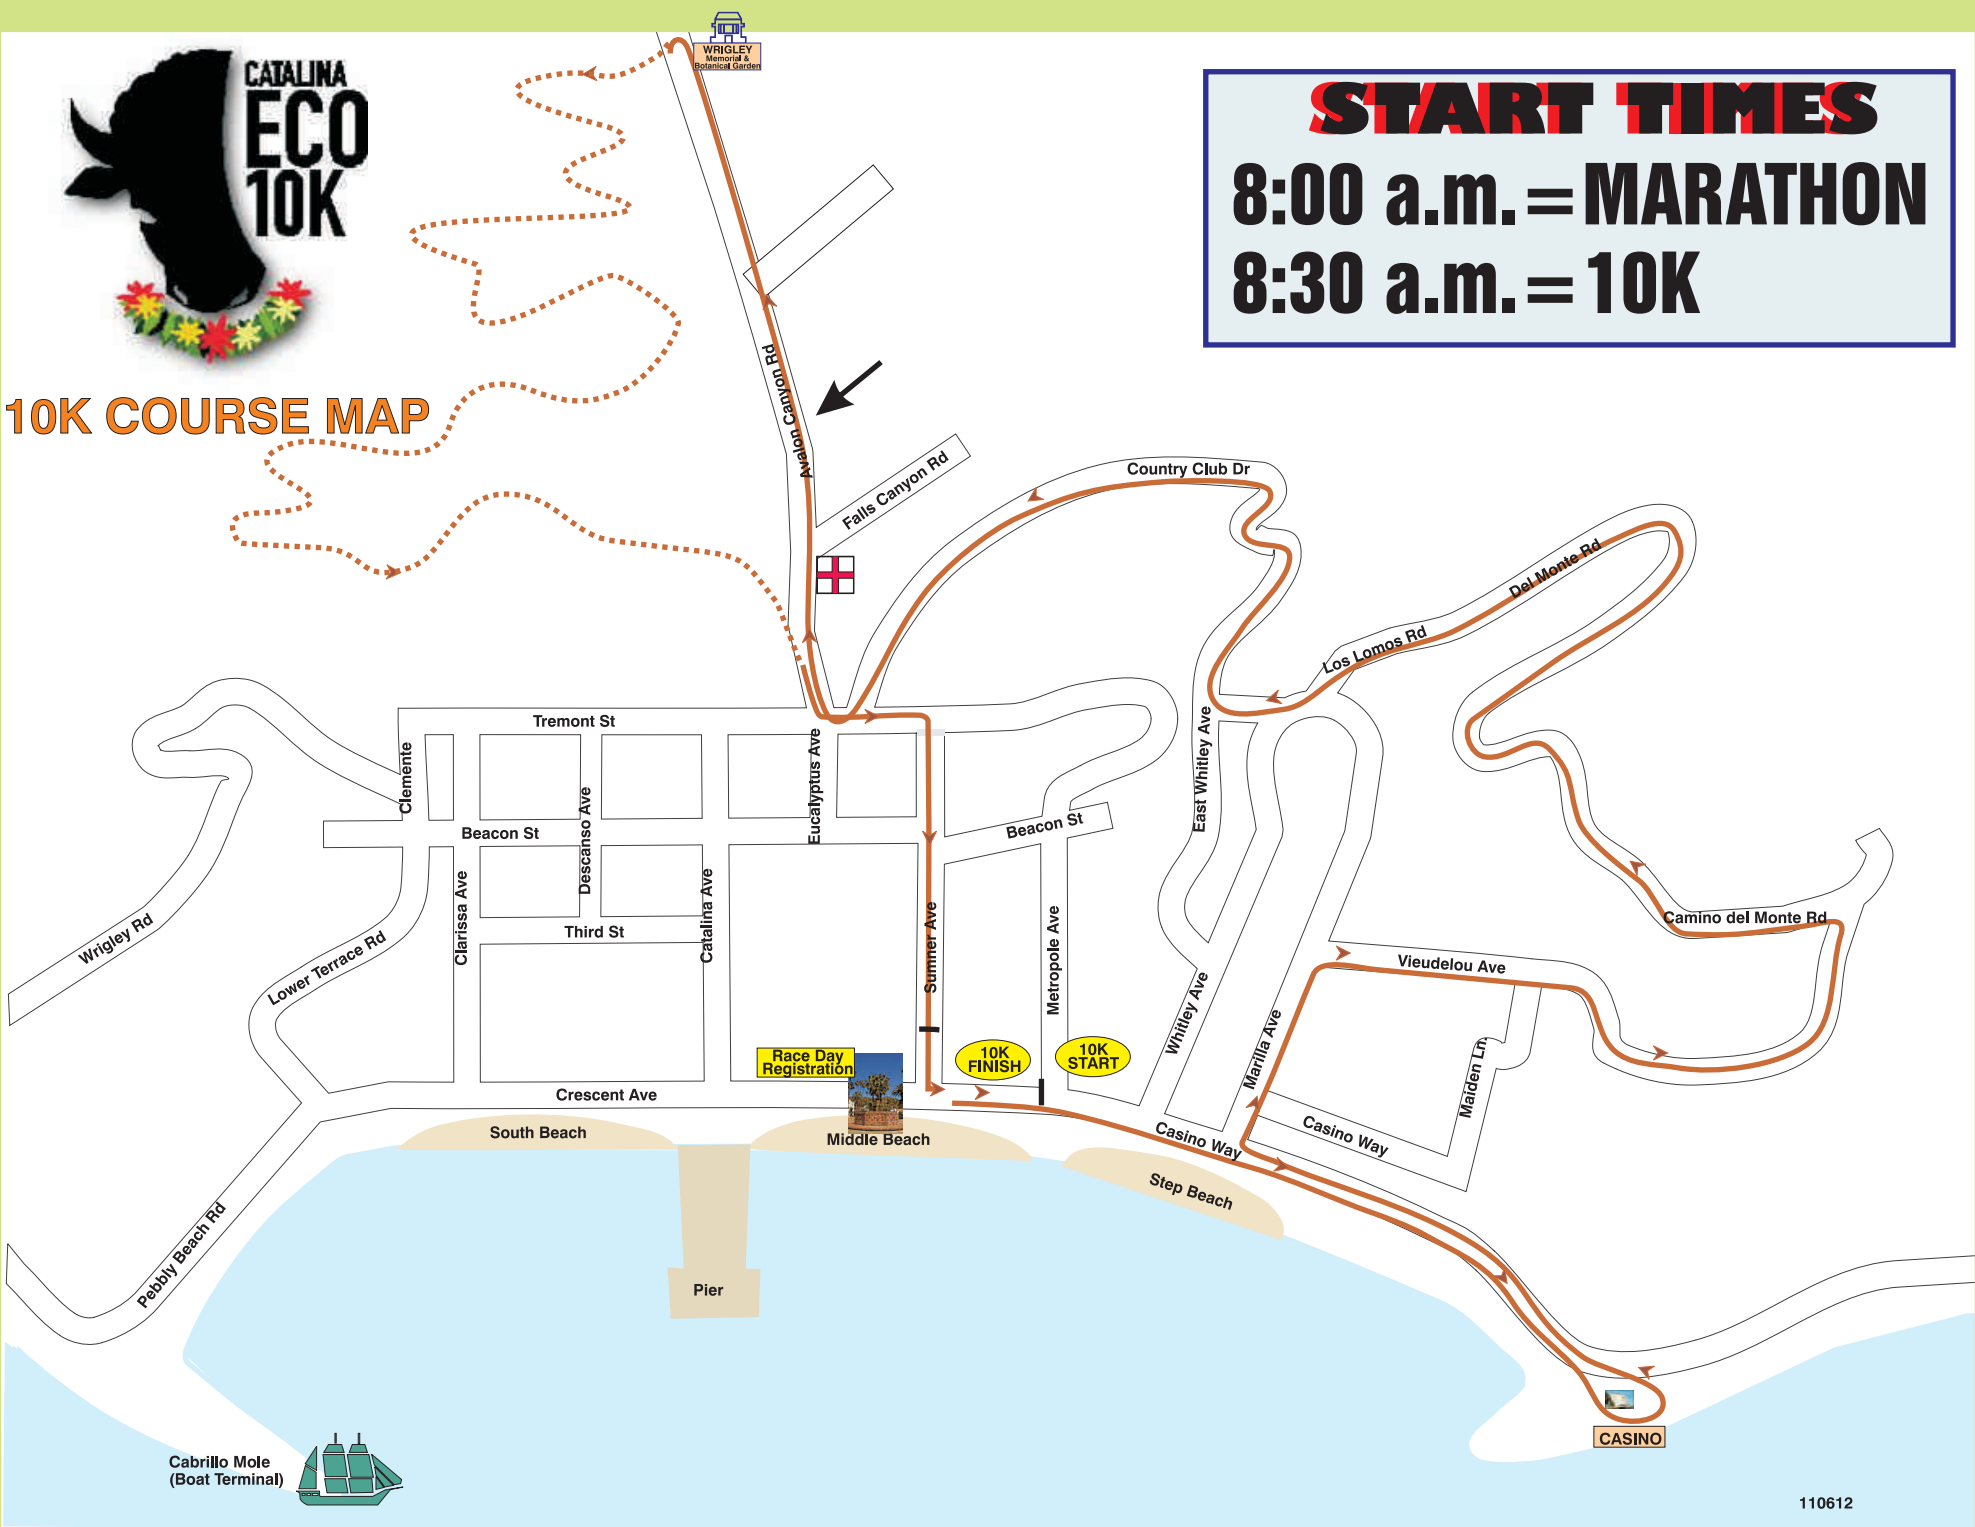 WRIGLEY
Memorial &
Botanical Garden
CATALINA
ECO
10K
START TIMES
8:00 a.m. = MARATHON
8:30 a.m. = 10K
10K COURSE MAP
Avalon Canyon Rd
Falls Canyon Rd
Country Club Dr
Del Monte Rd
Los Lomos Rd
Tremont St
Clemente
Eucalyptus Ave
East Whitley Ave
Beacon St
Descanso Ave
Beacon St
Wrigley Rd
Lower Terrace Rd
Clarissa Ave
Third St
Catalina Ave
Sumner Ave
Metropole Ave
Camino del Monte Rd
Vieudelou Ave
Whitley Ave
Marilla Ave
Maiden Ln.
Race Day
Registration
10K
FINISH
10K
START
Crescent Ave
South Beach
Middle Beach
Casino Way
Casino Way
Step Beach
Pebbly Beach Rd
Pier
CASINO
Cabrillo Mole
(Boat Terminal)
110612